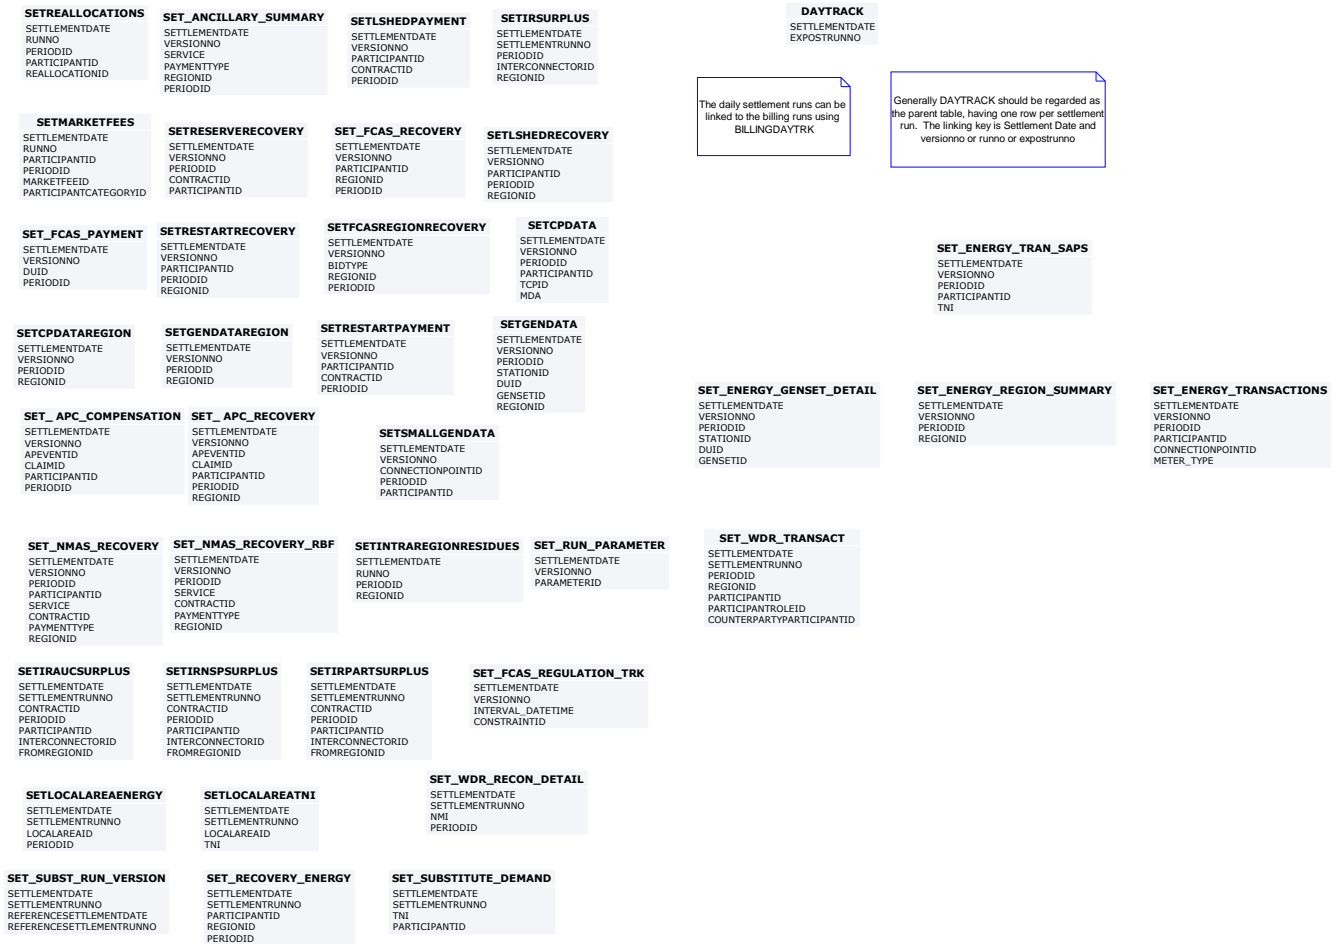 SETREALLOCATIONS
SETTLEMENTDATE
RUNNO
PERIODID
PARTICIPANTID
REALLOCATIONID
SET_ANCILLARY_SUMMARY
SETTLEMENTDATE
VERSIONNO
SERVICE
PAYMENTTYPE
REGIONID
PERIODID
SETLSHEDPAYMENT
SETTLEMENTDATE
VERSIONNO
PARTICIPANTID
CONTRACTID
PERIODID
SETIRSURPLUS
SETTLEMENTDATE
SETTLEMENTRUNNO
PERIODID
INTERCONNECTORID
REGIONID
DAYTRACK
SETTLEMENTDATE
EXPOSTRUNNO
The daily settlement runs can be
linked to the billing runs using
BILLINGDAYTRK
Generally DAYTRACK should be regarded as
the parent table, having one row per settlement
run.  The linking key is Settlement Date and
versionno or runno or expostrunno
SETMARKETFEES
SETTLEMENTDATE
RUNNO
PARTICIPANTID
PERIODID
MARKETFEEID
PARTICIPANTCATEGORYID
SETRESERVERECOVERY
SETTLEMENTDATE
VERSIONNO
PERIODID
CONTRACTID
PARTICIPANTID
SET_FCAS_RECOVERY
SETTLEMENTDATE
VERSIONNO
PARTICIPANTID
REGIONID
PERIODID
SETLSHEDRECOVERY
SETTLEMENTDATE
VERSIONNO
PARTICIPANTID
PERIODID
REGIONID
SET_FCAS_PAYMENT
SETTLEMENTDATE
VERSIONNO
DUID
PERIODID
SETRESTARTRECOVERY
SETTLEMENTDATE
VERSIONNO
PARTICIPANTID
PERIODID
REGIONID
SETFCASREGIONRECOVERY
SETTLEMENTDATE
VERSIONNO
BIDTYPE
REGIONID
PERIODID
SETCPDATA
SETTLEMENTDATE
VERSIONNO
PERIODID
PARTICIPANTID
TCPID
MDA
SET_ENERGY_TRAN_SAPS
SETTLEMENTDATE
VERSIONNO
PERIODID
PARTICIPANTID
TNI
SETCPDATAREGION
SETTLEMENTDATE
VERSIONNO
PERIODID
REGIONID
SETGENDATAREGION
SETTLEMENTDATE
VERSIONNO
PERIODID
REGIONID
SETRESTARTPAYMENT
SETTLEMENTDATE
VERSIONNO
PARTICIPANTID
CONTRACTID
PERIODID
SETGENDATA
SETTLEMENTDATE
VERSIONNO
PERIODID
STATIONID
DUID
GENSETID
REGIONID
SET_ENERGY_GENSET_DETAIL
SETTLEMENTDATE
VERSIONNO
PERIODID
STATIONID
DUID
GENSETID
SET_ENERGY_REGION_SUMMARY
SETTLEMENTDATE
VERSIONNO
PERIODID
REGIONID
SET_ENERGY_TRANSACTIONS
SETTLEMENTDATE
VERSIONNO
PERIODID
PARTICIPANTID
CONNECTIONPOINTID
METER_TYPE
SET_ APC_COMPENSATION
SETTLEMENTDATE
VERSIONNO
APEVENTID
CLAIMID
PARTICIPANTID
PERIODID
SET_ APC_RECOVERY
SETTLEMENTDATE
VERSIONNO
APEVENTID
CLAIMID
PARTICIPANTID
PERIODID
REGIONID
SETSMALLGENDATA
SETTLEMENTDATE
VERSIONNO
CONNECTIONPOINTID
PERIODID
PARTICIPANTID
SET_NMAS_RECOVERY
SETTLEMENTDATE
VERSIONNO
PERIODID
PARTICIPANTID
SERVICE
CONTRACTID
PAYMENTTYPE
REGIONID
SET_NMAS_RECOVERY_RBF
SETTLEMENTDATE
VERSIONNO
PERIODID
SERVICE
CONTRACTID
PAYMENTTYPE
REGIONID
SETINTRAREGIONRESIDUES
SETTLEMENTDATE
RUNNO
PERIODID
REGIONID
SET_RUN_PARAMETER
SETTLEMENTDATE
VERSIONNO
PARAMETERID
SET_WDR_TRANSACT
SETTLEMENTDATE
SETTLEMENTRUNNO
PERIODID
REGIONID
PARTICIPANTID
PARTICIPANTROLEID
COUNTERPARTYPARTICIPANTID
SETIRAUCSURPLUS
SETTLEMENTDATE
SETTLEMENTRUNNO
CONTRACTID
PERIODID
PARTICIPANTID
INTERCONNECTORID
FROMREGIONID
SETIRNSPSURPLUS
SETTLEMENTDATE
SETTLEMENTRUNNO
CONTRACTID
PERIODID
PARTICIPANTID
INTERCONNECTORID
FROMREGIONID
SETIRPARTSURPLUS
SETTLEMENTDATE
SETTLEMENTRUNNO
CONTRACTID
PERIODID
PARTICIPANTID
INTERCONNECTORID
FROMREGIONID
SET_FCAS_REGULATION_TRK
SETTLEMENTDATE
VERSIONNO
INTERVAL_DATETIME
CONSTRAINTID
SETLOCALAREAENERGY
SETTLEMENTDATE
SETTLEMENTRUNNO
LOCALAREAID
PERIODID
SETLOCALAREATNI
SETTLEMENTDATE
SETTLEMENTRUNNO
LOCALAREAID
TNI
SET_WDR_RECON_DETAIL
SETTLEMENTDATE
SETTLEMENTRUNNO
NMI
PERIODID
SET_SUBST_RUN_VERSION
SETTLEMENTDATE
SETTLEMENTRUNNO
REFERENCESETTLEMENTDATE
REFERENCESETTLEMENTRUNNO
SET_RECOVERY_ENERGY
SETTLEMENTDATE
SETTLEMENTRUNNO
PARTICIPANTID
REGIONID
PERIODID
SET_SUBSTITUTE_DEMAND
SETTLEMENTDATE
SETTLEMENTRUNNO
TNI
PARTICIPANTID